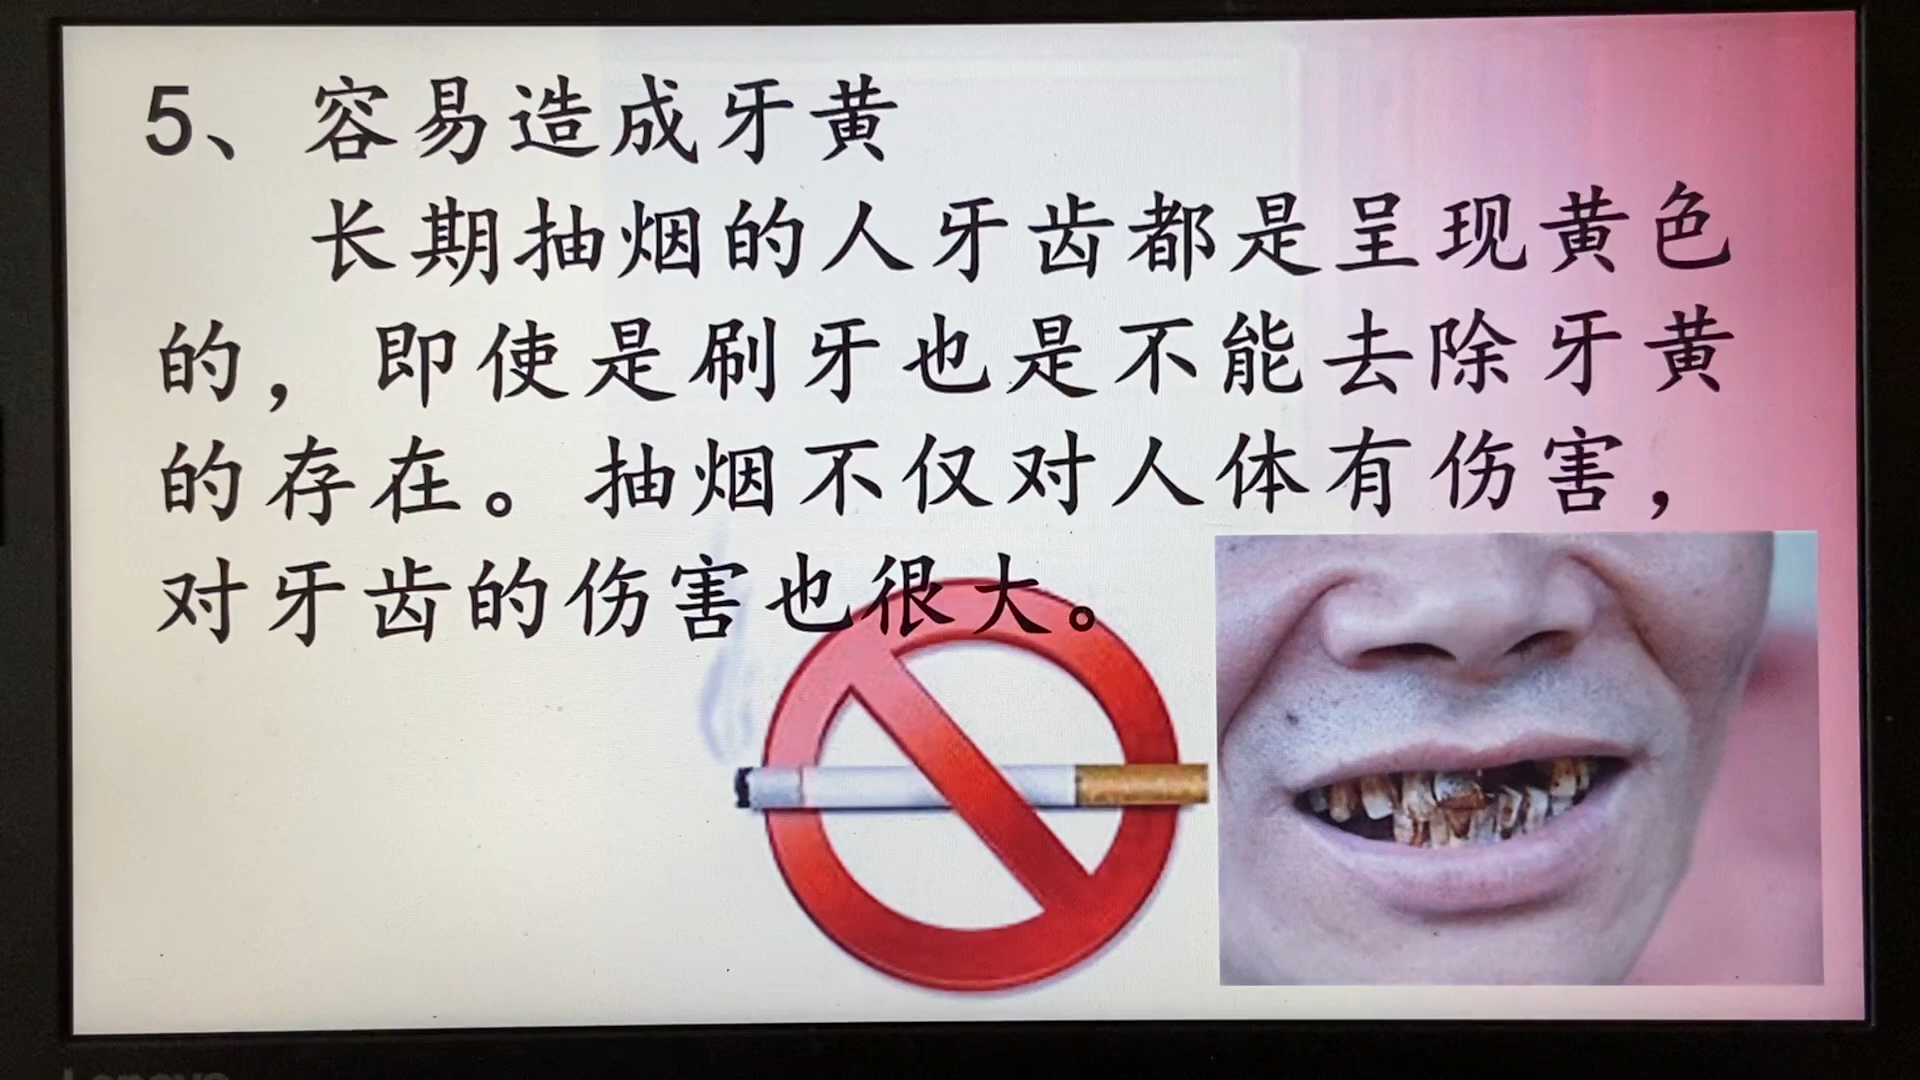 5、容易造成牙黄
长期抽烟的人牙齿都是呈现黄色
的，即使是刷牙也是不能去除牙黄
的存在。抽烟不仅对人体有伤害，
对牙齿的伤害也很大。